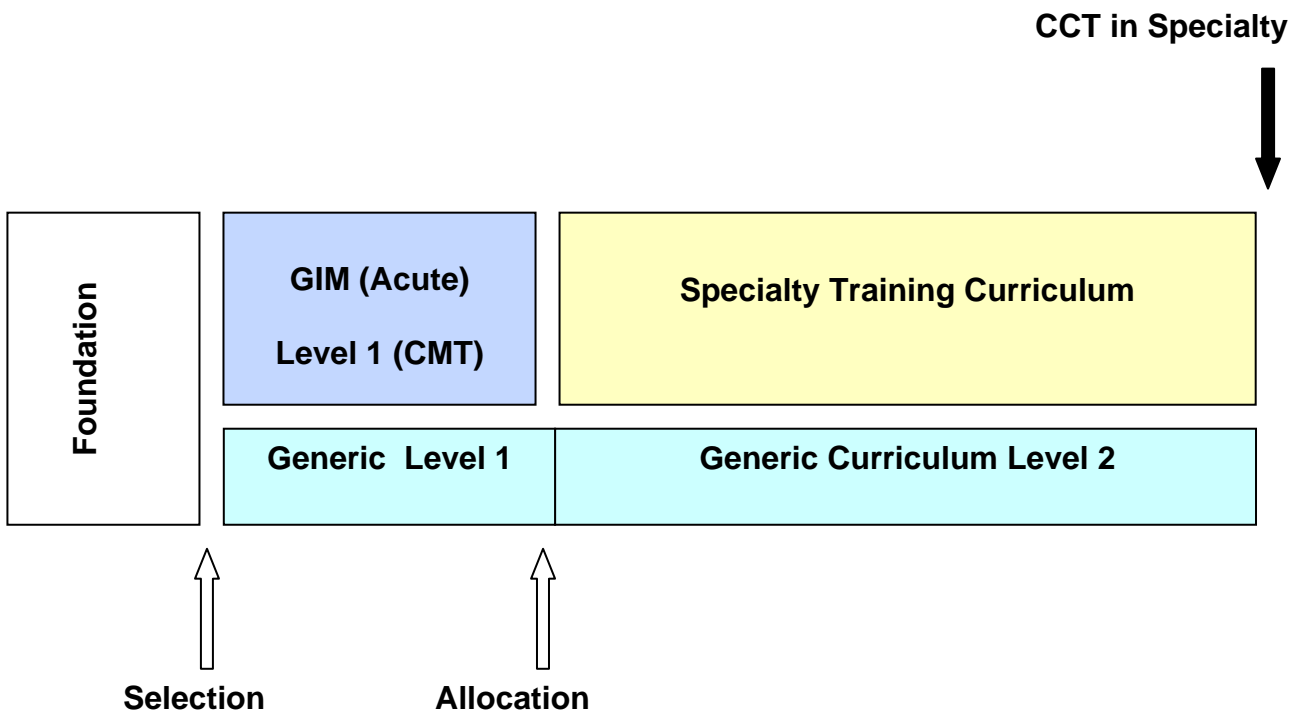 CCT in Specialty
Foundation
GIM (Acute)
Level 1 (CMT)
Specialty Training Curriculum
Generic  Level 1
Generic Curriculum Level 2
Selection
Allocation